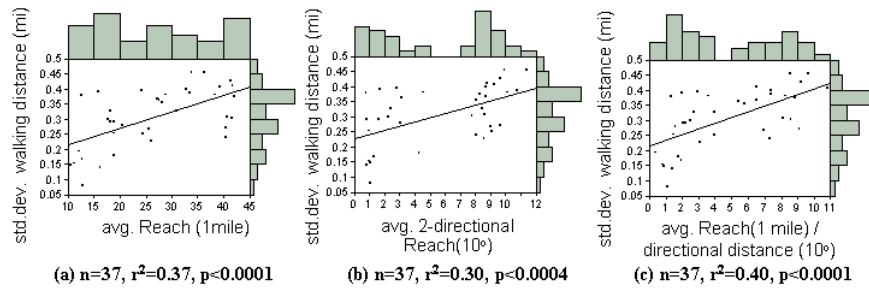 std.dev. walking distance (mi)
0.5
0.45
0.4
0.35
0.3
0.25
0.2
0.15
0.1
0.05
10 15 20 25 30 35 40 45
avg. Reach (1mile)
(a) n=37, r²=0.37, p<0.0001
std.dev. walking distance (mi)
0.5
0.45
0.4
0.35
0.3
0.25
0.2
0.15
0.1
0.05
0 1 2 3 4 5 6 7 8 9 10 12
avg. 2-directional
Reach(10º)
(b) n=37, r²=0.30, p<0.0004
std.dev. walking distance (mi)
0.5
0.45
0.4
0.35
0.3
0.25
0.2
0.15
0.1
0.05
0 1 2 3 4 5 6 7 8 9 10 11
avg. Reach(1 mile) /
directional distance (10º)
(c) n=37, r²=0.40, p<0.0001